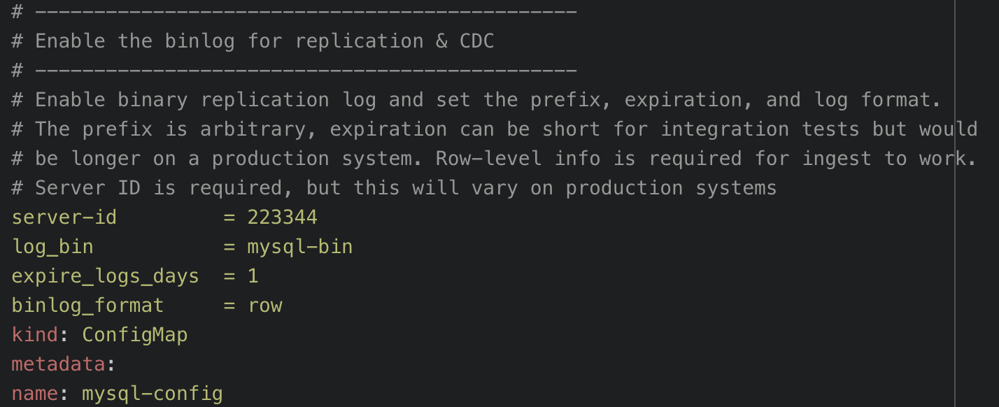 # ----------------------------------------------
# Enable the binlog for replication & CDC
# ----------------------------------------------
# Enable binary replication log and set the prefix, expiration, and log format.
# The prefix is arbitrary, expiration can be short for integration tests but would
# be longer on a production system. Row-level info is required for ingest to work.
# Server ID is required, but this will vary on production systems
server-id         = 223344
log_bin           = mysql-bin
expire_logs_days  = 1
binlog_format     = row
kind: ConfigMap
metadata:
name: mysql-config